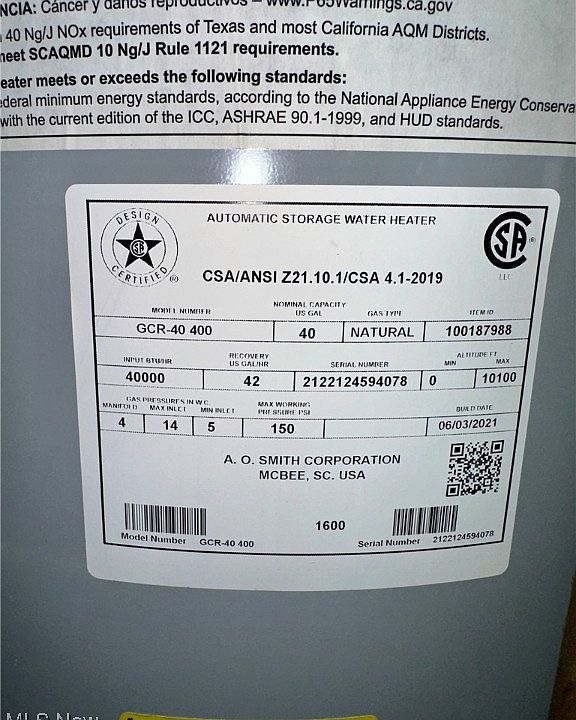 NCIA: Cáncer y daños reproductivos – www.P65Warnings.ca.gov
40 Ng/J NOx requirements of Texas and most California AQM Districts.
meet SCAQMD 10 Ng/J Rule 1121 requirements.
eater meets or exceeds the following standards:
ederal minimum energy standards, according to the National Appliance Energy Conserva
with the current edition of the ICC, ASHRAE 90.1-1999, and HUD standards.
DESIGN
SA
CERTIFIED ®
AUTOMATIC STORAGE WATER HEATER
SA ®
LLC
CSA/ANSI Z21.10.1/CSA 4.1-2019
MODEL NUMBER NOMINAL CAPACITY US GAL GAS TYPE ITEM ID
GCR-40 400 40 NATURAL 100187988
INPUT BTU/HR RECOVERY US GAL/HR SERIAL NUMBER ALTITUDE FT MIN MAX
40000 42 2122124594078 0 10100
GAS PRESSURES IN W.C. MAX WORKING
MANIFOLD MAX INLET MIN INLET PRESSURE PSI BUILD DATE
4 14 5 150 06/03/2021
A. O. SMITH CORPORATION
MCBEE, SC. USA
1600
Model Number GCR-40 400 Serial Number 2122124594078
MLS Now